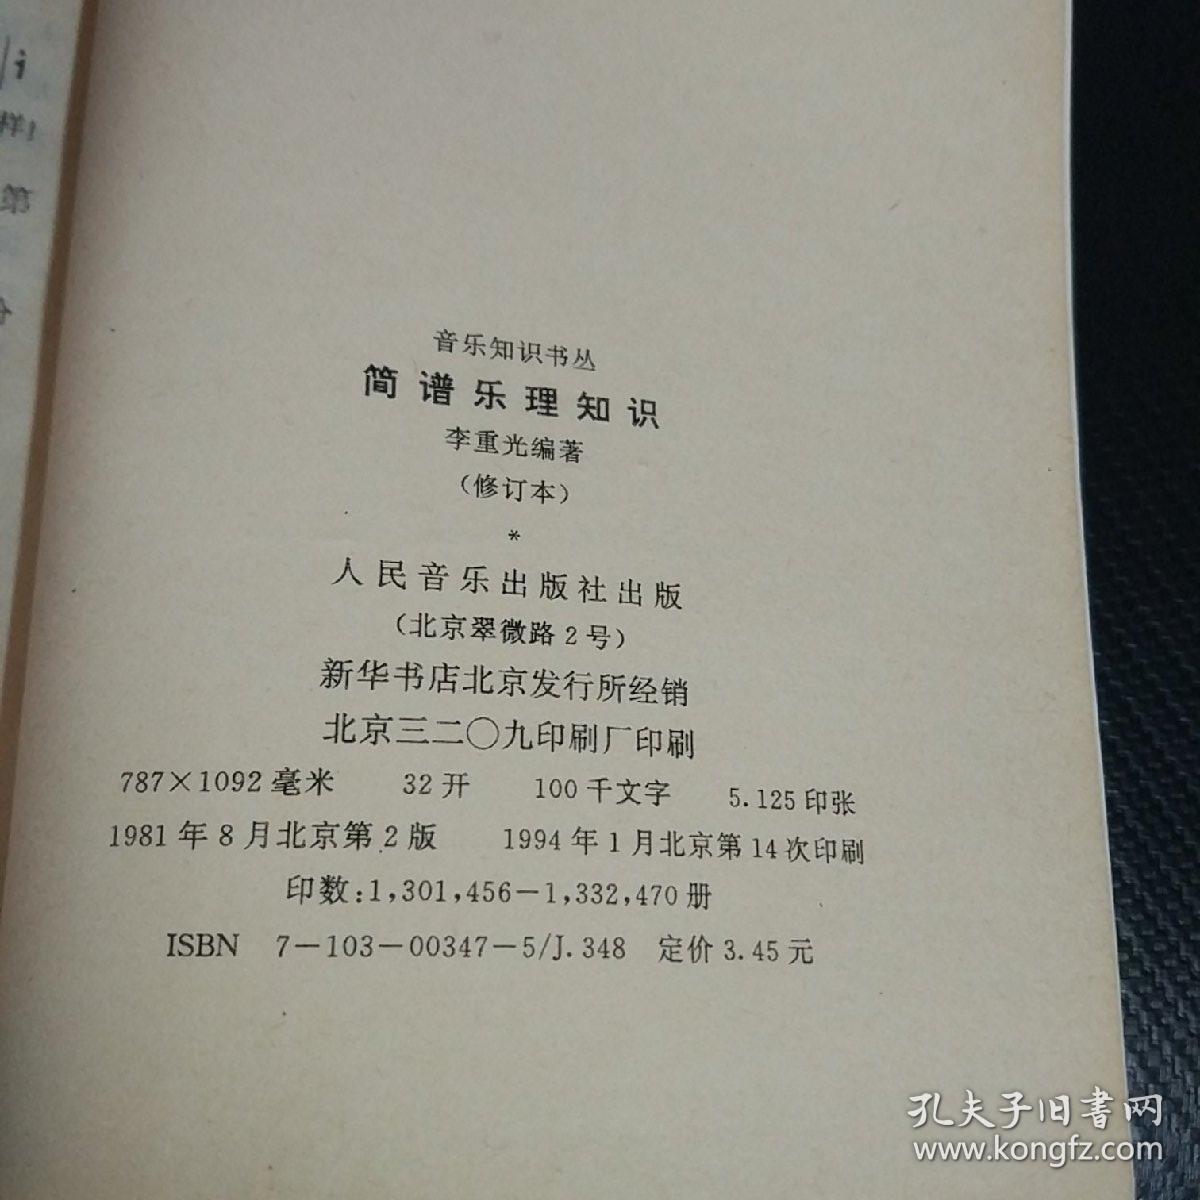 音乐知识书丛
简谱乐理知识
李重光编著
（修订本）
*
人民音乐出版社出版
（北京翠微路2号）
新华书店北京发行所经销
北京三二〇九印刷厂印刷
787×1092毫米 32开 100千文字 5.125印张
1981年8月北京第2版 1994年1月北京第14次印刷
印数：1,301,456—1,332,470册
ISBN 7—103—00347—5/J.348 定价3.45元
孔夫子旧书网
www.kongfz.com